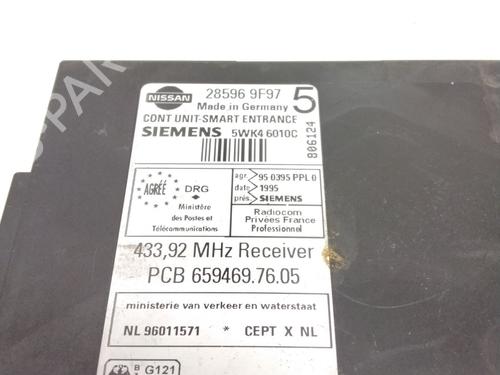 NISSAN
28596 9F97 5
Made in Germany
CONT UNIT-SMART ENTRANCE
SIEMENS 5WK4 6010C
806124
AGRÉÉ
DRG
Ministère
des Postes et
Télécommunications
agr. 95 0395 PPL 0
date 1995
prés. SIEMENS
Radiocom
Privées France
Professionnel
433,92 MHz Receiver
PCB 659469.76.05
ministerie van verkeer en waterstaat
NL 96011571 * CEPT X NL
G121